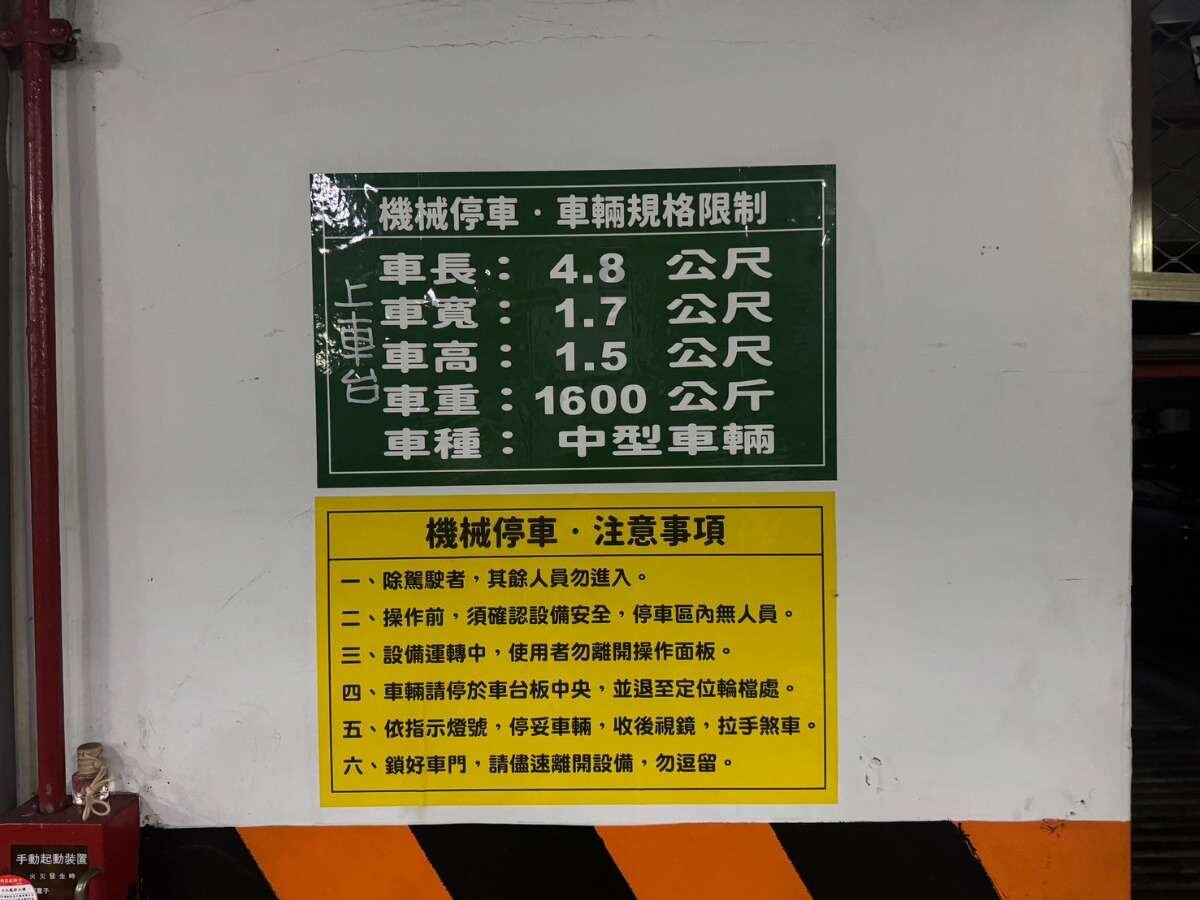 機械停車・車輛規格限制
車長： 4.8 公尺
車寬： 1.7 公尺
車高： 1.5 公尺
車重：1600 公斤
車種： 中型車輛
上車台
機械停車・注意事項
一、除駕駛者，其餘人員勿進入。
二、操作前，須確認設備安全，停車區內無人員。
三、設備運轉中，使用者勿離開操作面板。
四、車輛請停於車台板中央，並退至定位輪檔處。
五、依指示燈號，停妥車輛，收後視鏡，拉手煞車。
六、鎖好車門，請儘速離開設備，勿逗留。
手動起動裝置
火災發生時